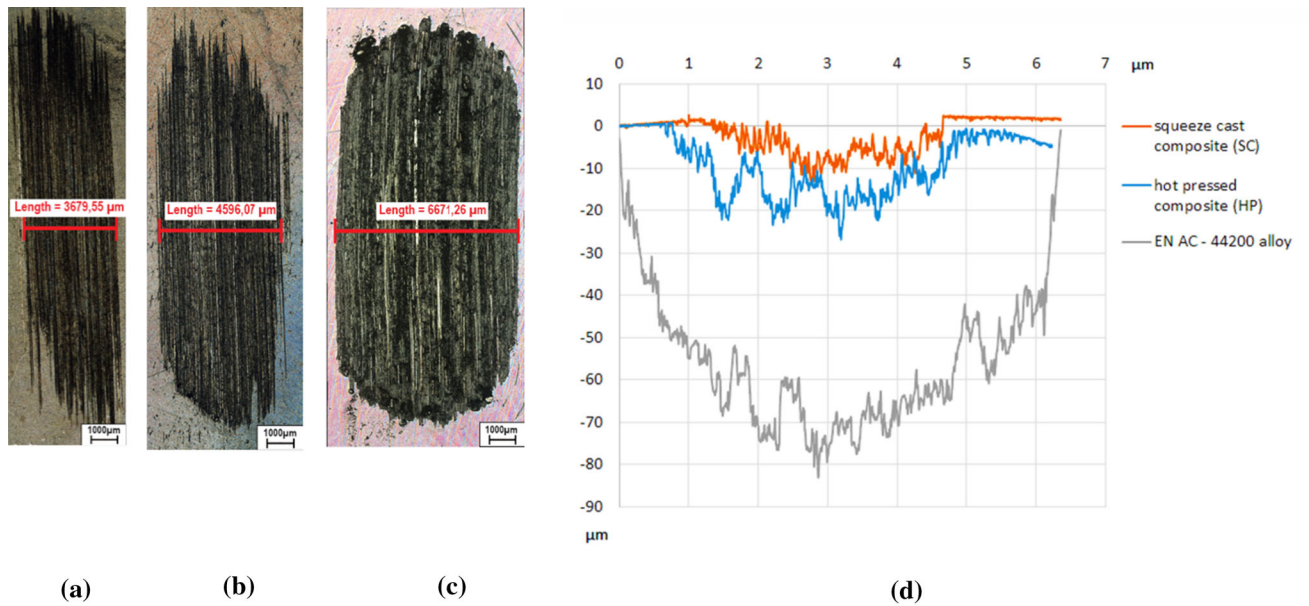 Length = 3679,55 µm
1000µm
(a)
Length = 4596,07 µm
1000µm
(b)
Length = 6671,26 µm
1000µm
(c)
0 1 2 3 4 5 6 7 µm
10
0
-10
-20
-30
-40
-50
-60
-70
-80
-90
µm
squeeze cast
composite (SC)
hot pressed
composite (HP)
EN AC - 44200 alloy
(d)